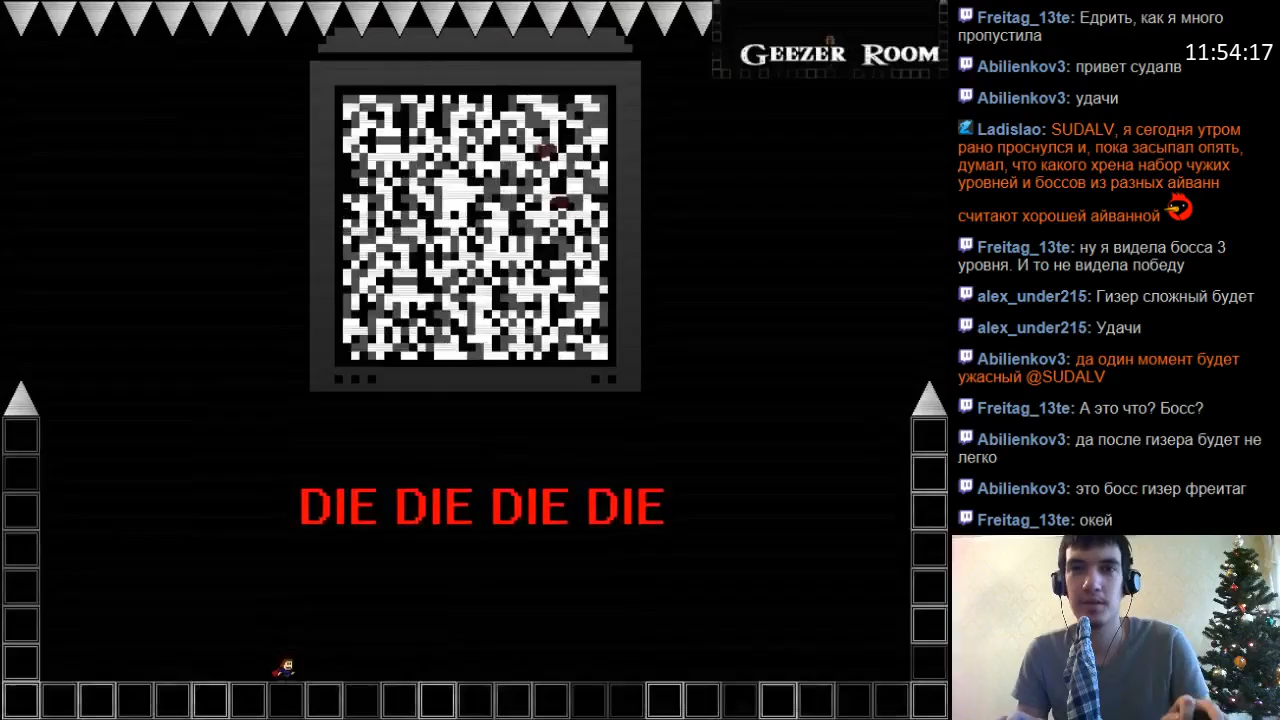 GEEZER ROOM
DIE DIE DIE DIE
Freitag_13te: Едрить, как я много
пропустила
11:54:17
Abilienkov3: привет судалв
Abilienkov3: удачи
Ladislao: SUDALV, я сегодня утром
рано проснулся и, пока засыпал опять,
думал, что какого хрена набор чужих
уровней и боссов из разных айванн
считают хорошей айванной
Freitag_13te: ну я видела босса 3
уровня. И то не видела победу
alex_under215: Гизер сложный будет
alex_under215: Удачи
Abilienkov3: да один момент будет
ужасный @SUDALV
Freitag_13te: А это что? Босс?
Abilienkov3: да после гизера будет не
легко
Abilienkov3: это босс гизер фреитаг
Freitag_13te: окей